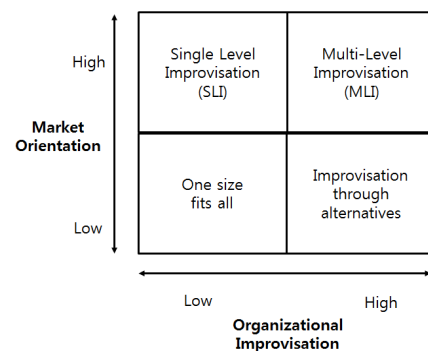 High
Market
Orientation
Low
Single Level
Improvisation
(SLI)
Multi-Level
Improvisation
(MLI)
One size
fits all
Improvisation
through
alternatives
Low
High
Organizational
Improvisation